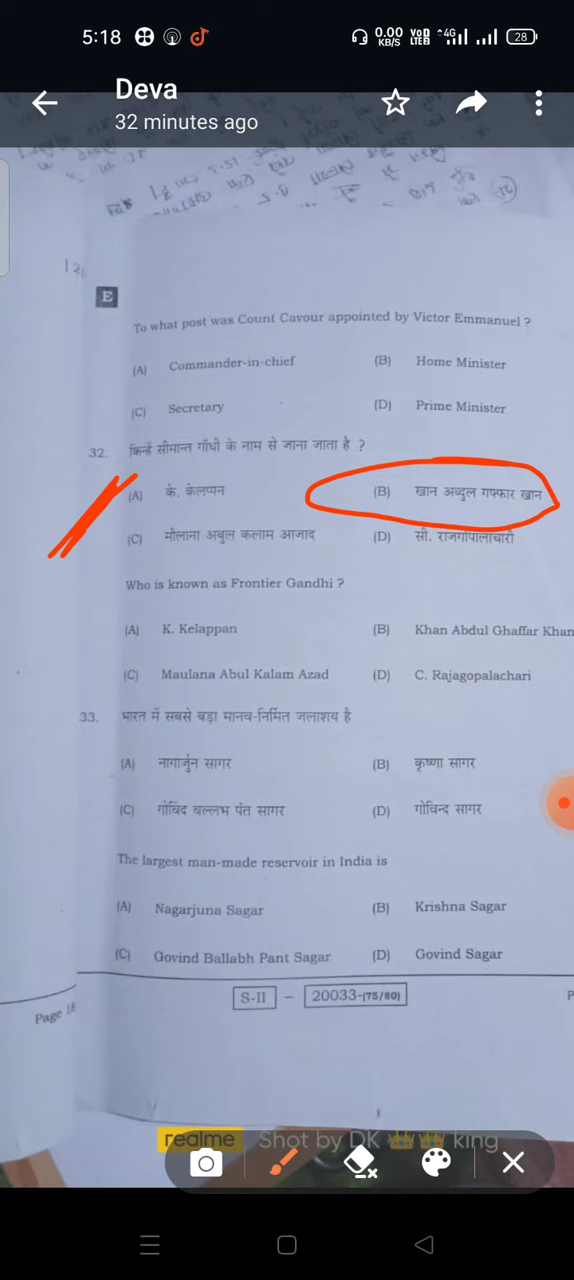 5:18
0.00 KB/S VoD LTE2 4G 28
Deva
32 minutes ago
E
To what post was Count Cavour appointed by Victor Emmanuel ?
(A) Commander-in-chief (B) Home Minister
(C) Secretary (D) Prime Minister
32. किन्हें सीमान्त गाँधी के नाम से जाना जाता है ?
(A) के. केलप्पन (B) खान अब्दुल गफ्फार खान
(C) मौलाना अबुल कलाम आजाद (D) सी. राजगोपालाचारी
Who is known as Frontier Gandhi ?
(A) K. Kelappan (B) Khan Abdul Ghaffar Khan
(C) Maulana Abul Kalam Azad (D) C. Rajagopalachari
33. भारत में सबसे बड़ा मानव-निर्मित जलाशय है
(A) नागार्जुन सागर (B) कृष्णा सागर
(C) गोविंद वल्लभ पंत सागर (D) गोविन्द सागर
The largest man-made reservoir in India is
(A) Nagarjuna Sagar (B) Krishna Sagar
(C) Govind Ballabh Pant Sagar (D) Govind Sagar
Page 18 S-II – 20033-(75/80) P
realme Shot by DK king